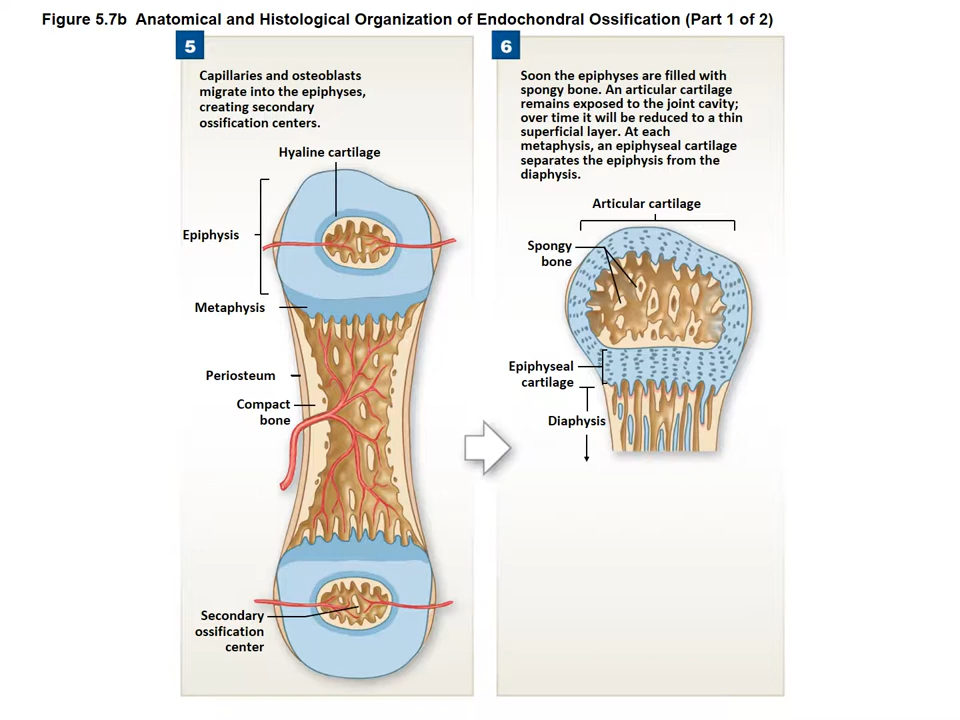 Figure 5.7b Anatomical and Histological Organization of Endochondral Ossification (Part 1 of 2)
5
Capillaries and osteoblasts
migrate into the epiphyses,
creating secondary
ossification centers.
Hyaline cartilage
Epiphysis
Metaphysis
Periosteum
Compact
bone
Secondary
ossification
center
6
Soon the epiphyses are filled with
spongy bone. An articular cartilage
remains exposed to the joint cavity;
over time it will be reduced to a thin
superficial layer. At each
metaphysis, an epiphyseal cartilage
separates the epiphysis from the
diaphysis.
Articular cartilage
Spongy
bone
Epiphyseal
cartilage
Diaphysis